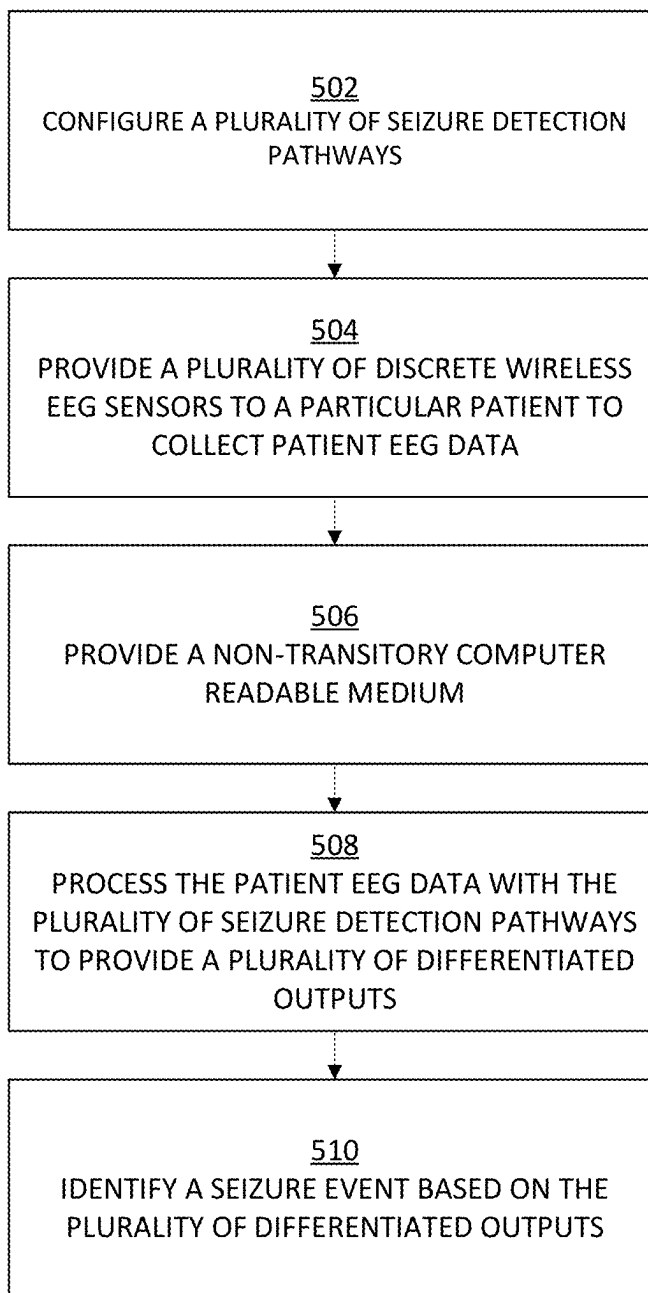 502
CONFIGURE A PLURALITY OF SEIZURE DETECTION
PATHWAYS
504
PROVIDE A PLURALITY OF DISCRETE WIRELESS
EEG SENSORS TO A PARTICULAR PATIENT TO
COLLECT PATIENT EEG DATA
506
PROVIDE A NON-TRANSITORY COMPUTER
READABLE MEDIUM
508
PROCESS THE PATIENT EEG DATA WITH THE
PLURALITY OF SEIZURE DETECTION PATHWAYS
TO PROVIDE A PLURALITY OF DIFFERENTIATED
OUTPUTS
510
IDENTIFY A SEIZURE EVENT BASED ON THE
PLURALITY OF DIFFERENTIATED OUTPUTS